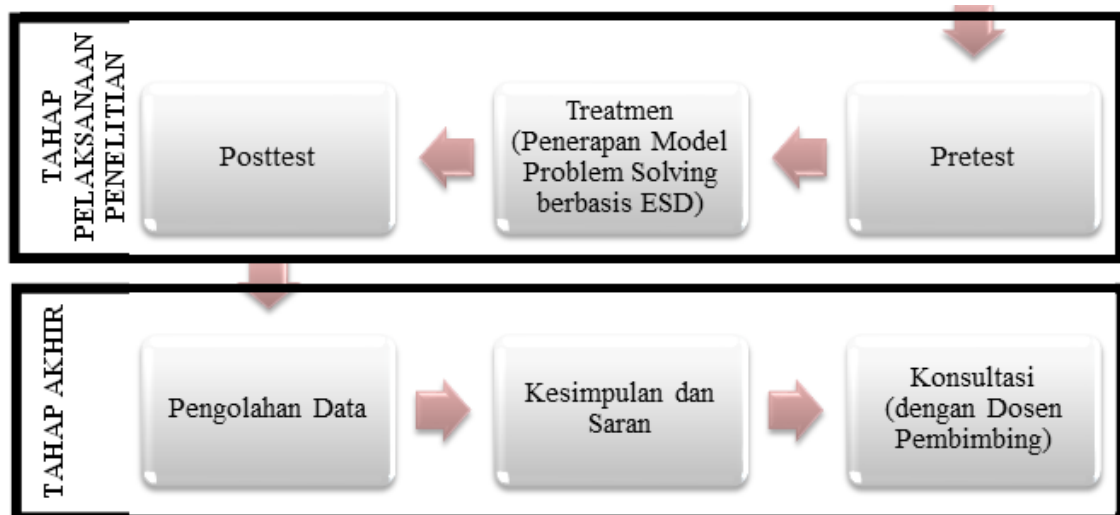 TAHAP
PELAKSANAAN
PENELITIAN
Posttest
Treatmen
(Penerapan Model
Problem Solving
berbasis ESD)
Pretest
TAHAP AKHIR
Pengolahan Data
Kesimpulan dan
Saran
Konsultasi
(dengan Dosen
Pembimbing)